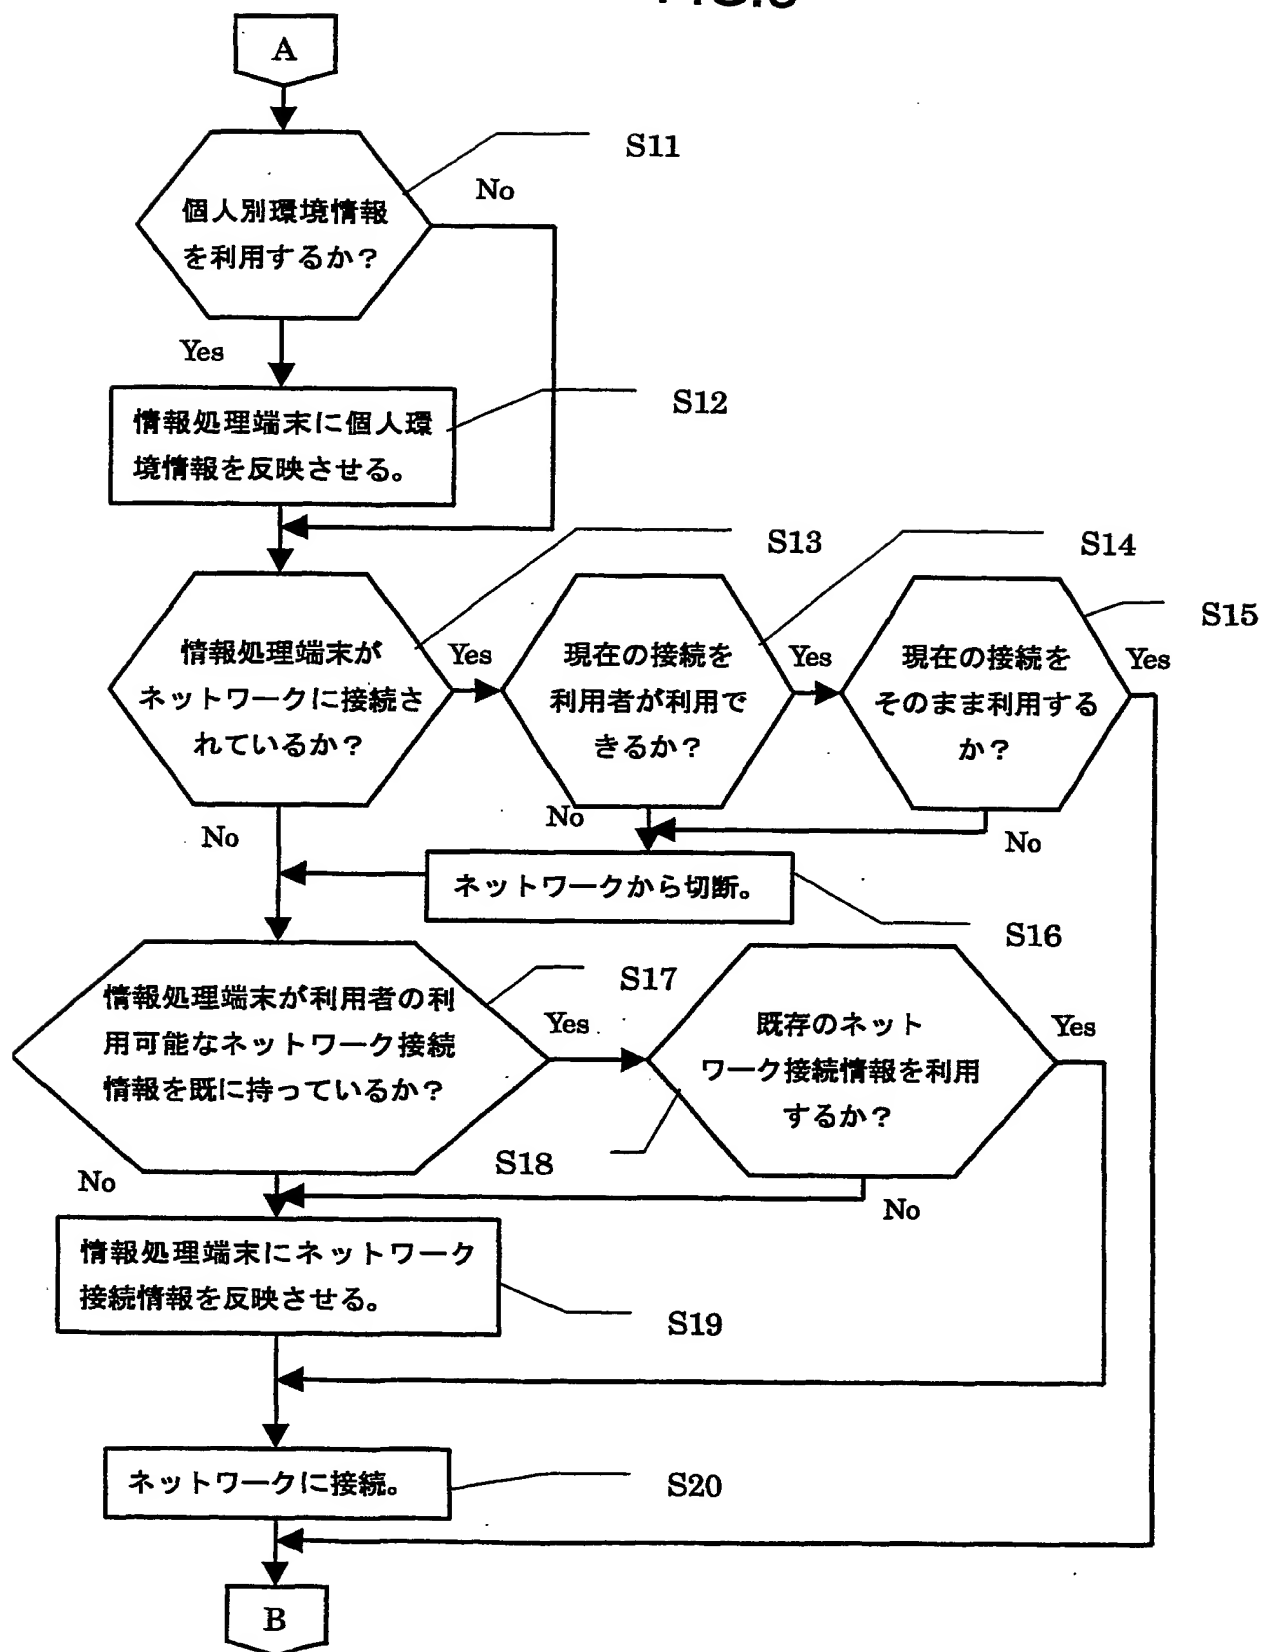 A
S11
No
個人別環境情報
を利用するか？
Yes
S12
情報処理端末に個人環
境情報を反映させる。
S13
S14
S15
情報処理端末が
ネットワークに接続さ
れているか？
Yes
現在の接続を
利用者が利用で
きるか？
Yes
現在の接続を
そのまま利用する
か？
Yes
No
No
No
ネットワークから切断。
S16
S17
情報処理端末が利用者の利
用可能なネットワーク接続
情報を既に持っているか？
Yes
既存のネット
ワーク接続情報を利用
するか？
Yes
S18
No
No
情報処理端末にネットワーク
接続情報を反映させる。
S19
ネットワークに接続。
S20
B